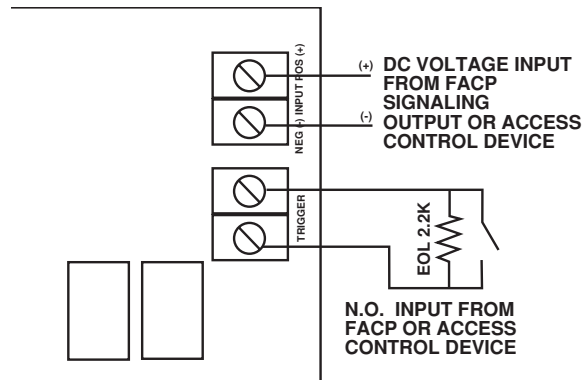 NEG (-) INPUT POS (+)
(+) DC VOLTAGE INPUT
FROM FACP
SIGNALING
(-) OUTPUT OR ACCESS
CONTROL DEVICE
TRIGGER
EOL 2.2K
N.O. INPUT FROM
FACP OR ACCESS
CONTROL DEVICE